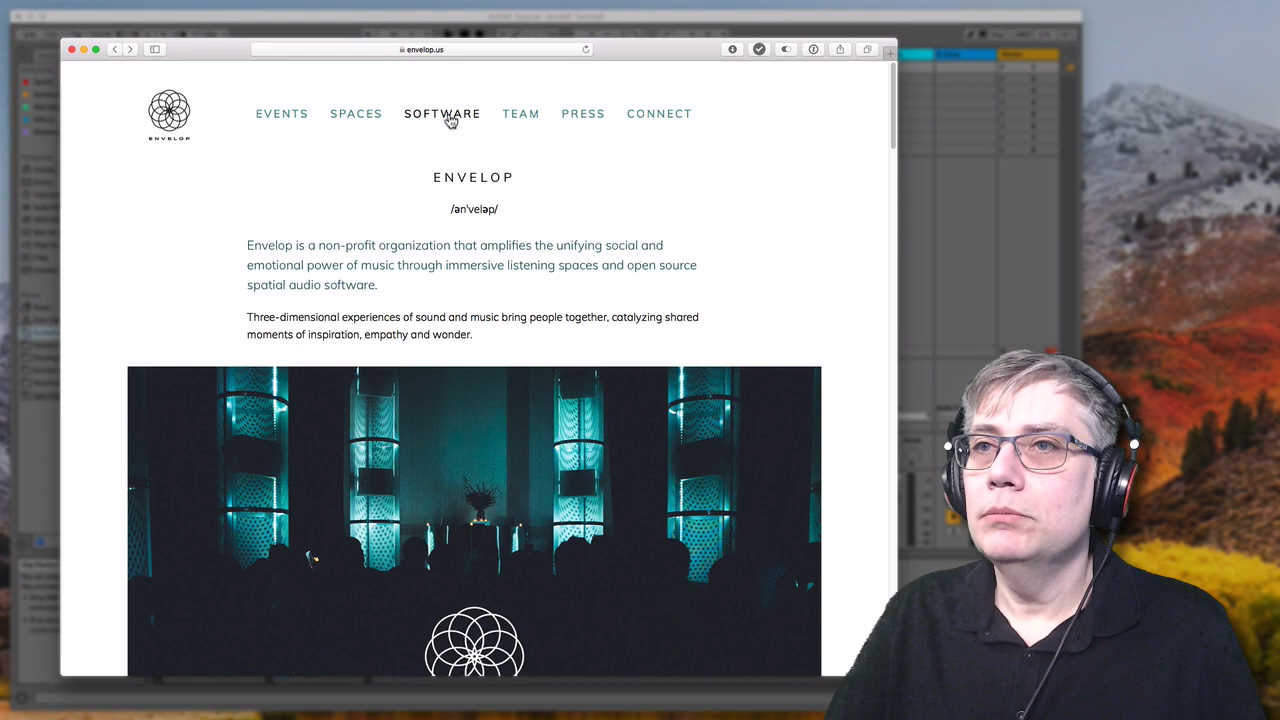 envelop.us
ENVELOP
EVENTS SPACES SOFTWARE TEAM PRESS CONNECT
ENVELOP
/ən'veləp/
Envelop is a non-profit organization that amplifies the unifying social and
emotional power of music through immersive listening spaces and open source
spatial audio software.
Three-dimensional experiences of sound and music bring people together, catalyzing shared
moments of inspiration, empathy and wonder.